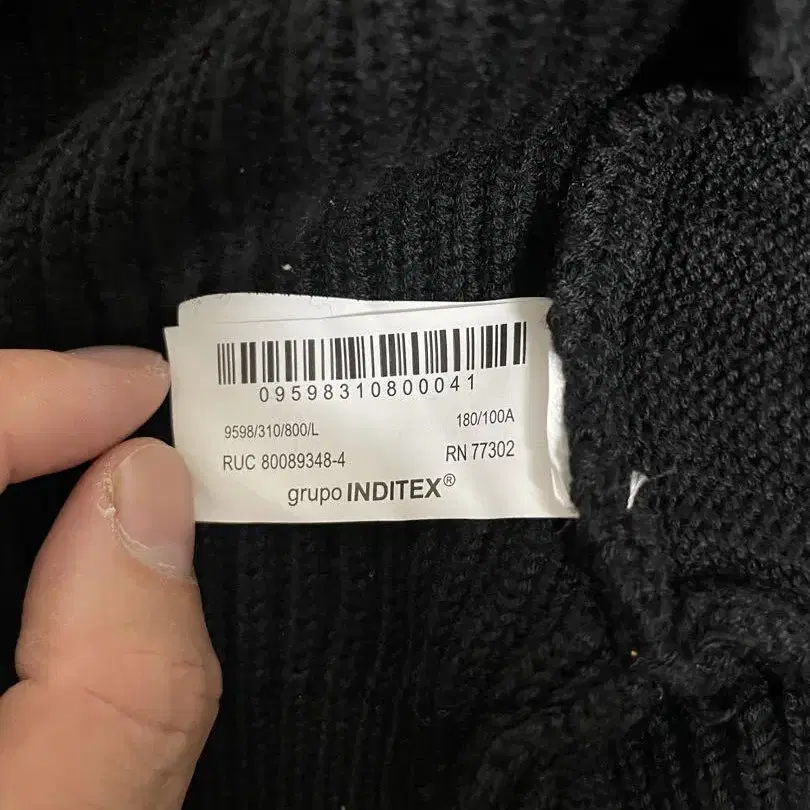 09598310800041
9598/310/800/L 180/100A
RUC 80089348-4 RN 77302
grupo INDITEX®